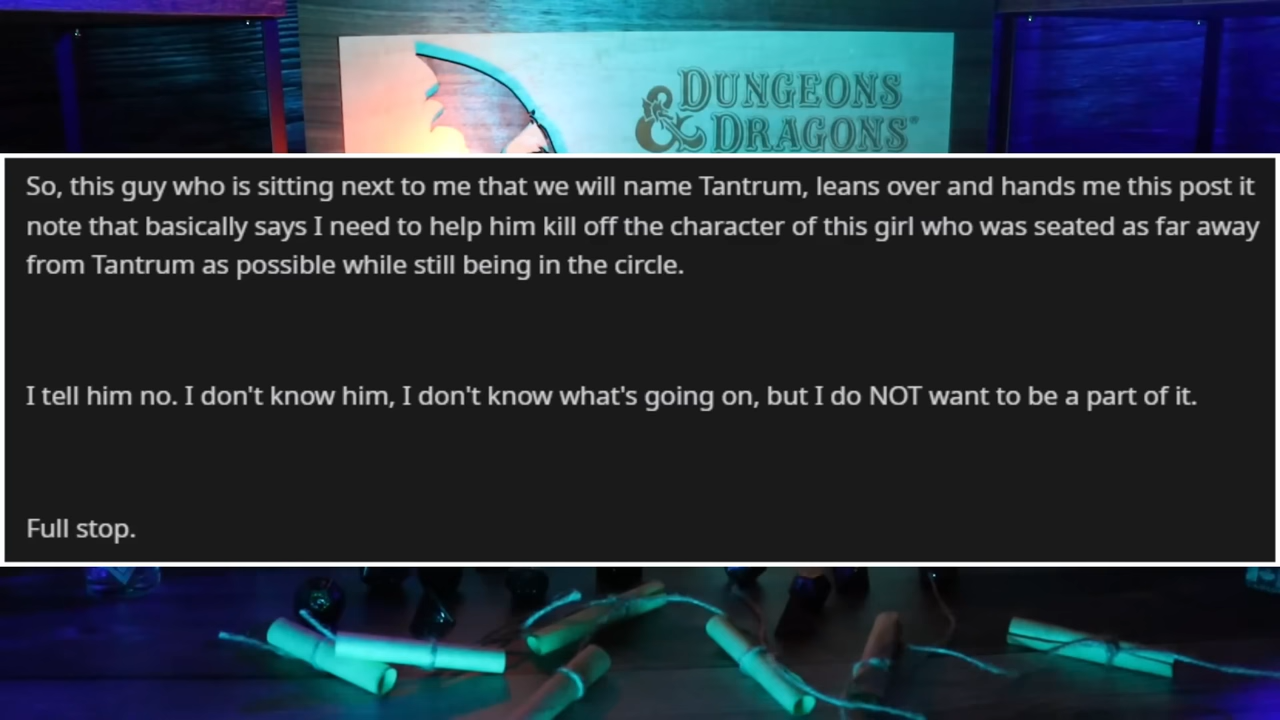 DUNGEONS
& DRAGONS®
So, this guy who is sitting next to me that we will name Tantrum, leans over and hands me this post it
note that basically says I need to help him kill off the character of this girl who was seated as far away
from Tantrum as possible while still being in the circle.
I tell him no. I don't know him, I don't know what's going on, but I do NOT want to be a part of it.
Full stop.